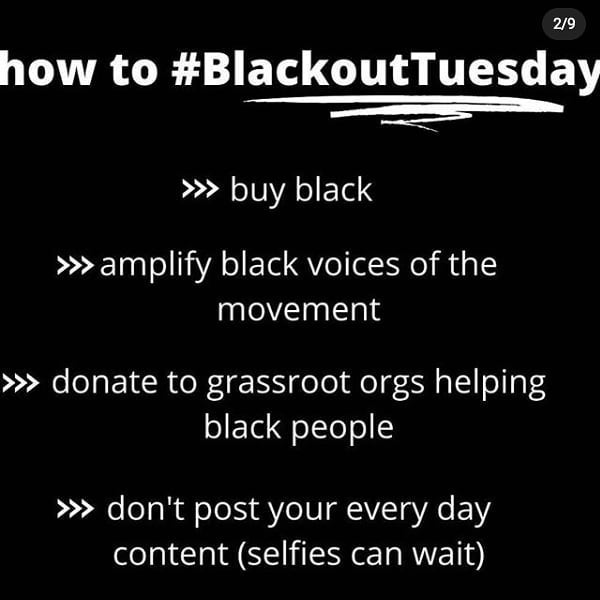 2/9
how to #BlackoutTuesday
>>> buy black
>>> amplify black voices of the
movement
>>> donate to grassroot orgs helping
black people
>>> don't post your every day
content (selfies can wait)